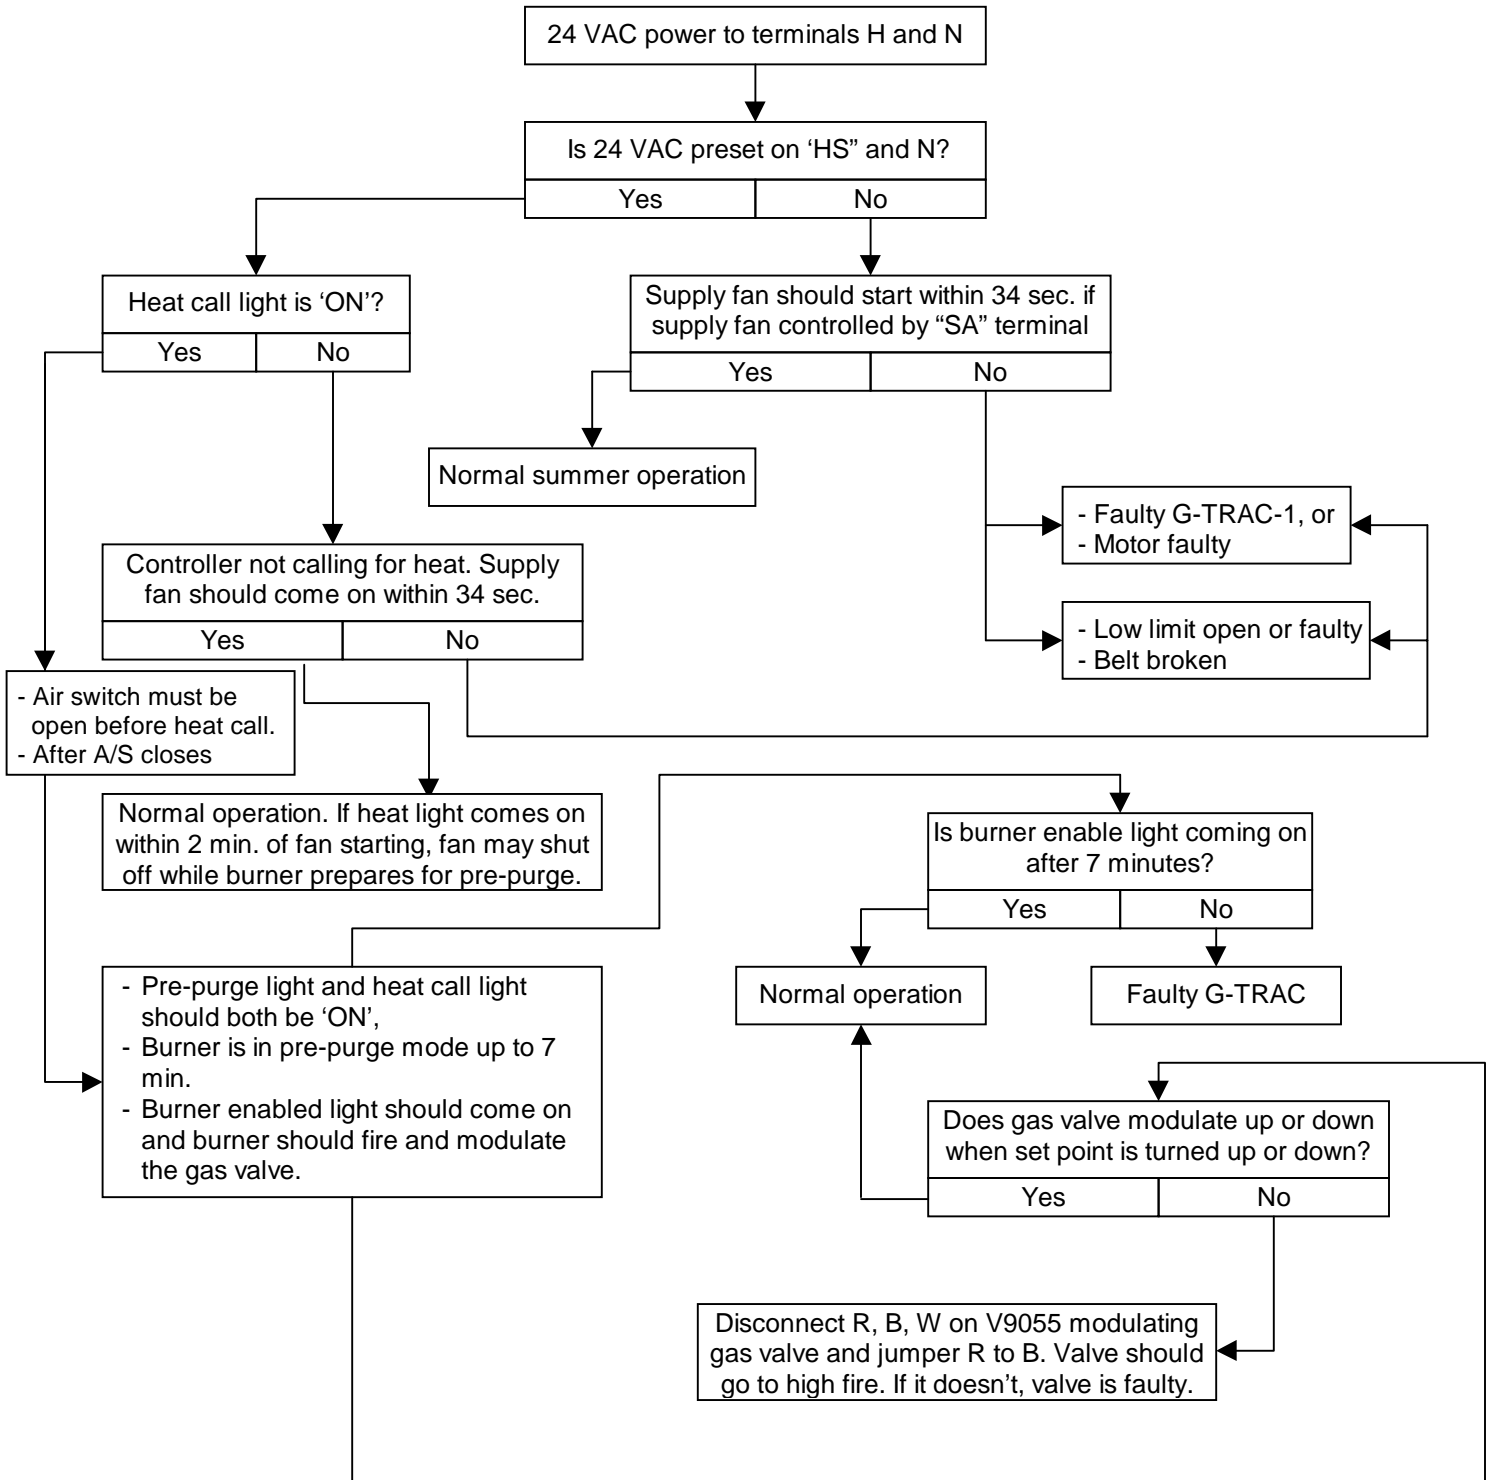 24 VAC power to terminals H and N
Is 24 VAC preset on ‘HS” and N?
Yes
No
Heat call light is ‘ON’?
Yes
No
Supply fan should start within 34 sec. if
supply fan controlled by “SA” terminal
Yes
No
Normal summer operation
- Faulty G-TRAC-1, or
- Motor faulty
Controller not calling for heat. Supply
fan should come on within 34 sec.
Yes
No
- Low limit open or faulty
- Belt broken
- Air switch must be
open before heat call.
- After A/S closes
Normal operation. If heat light comes on
within 2 min. of fan starting, fan may shut
off while burner prepares for pre-purge.
Is burner enable light coming on
after 7 minutes?
Yes
No
Normal operation
Faulty G-TRAC
- Pre-purge light and heat call light
should both be ‘ON’,
- Burner is in pre-purge mode up to 7
min.
- Burner enabled light should come on
and burner should fire and modulate
the gas valve.
Does gas valve modulate up or down
when set point is turned up or down?
Yes
No
Disconnect R, B, W on V9055 modulating
gas valve and jumper R to B. Valve should
go to high fire. If it doesn’t, valve is faulty.